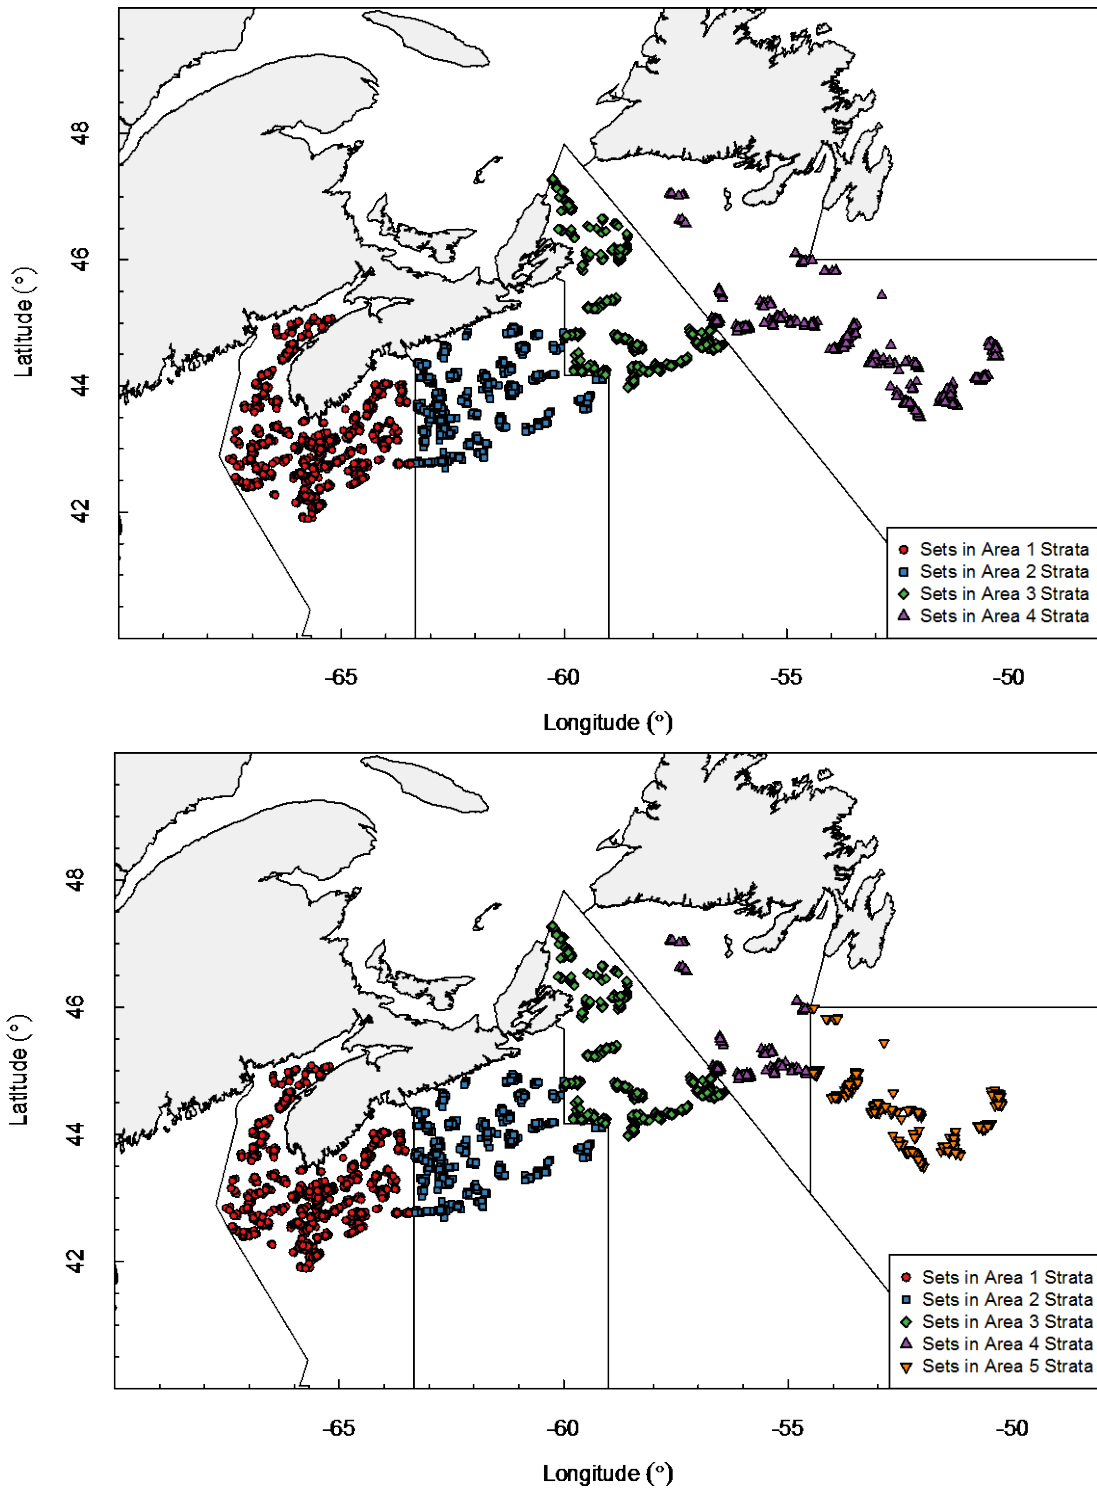 48
46
44
42
Latitude (°)
Sets in Area 1 Strata
Sets in Area 2 Strata
Sets in Area 3 Strata
Sets in Area 4 Strata
-65
-60
-55
-50
Longitude (°)
48
46
44
42
Latitude (°)
Sets in Area 1 Strata
Sets in Area 2 Strata
Sets in Area 3 Strata
Sets in Area 4 Strata
Sets in Area 5 Strata
-65
-60
-55
-50
Longitude (°)